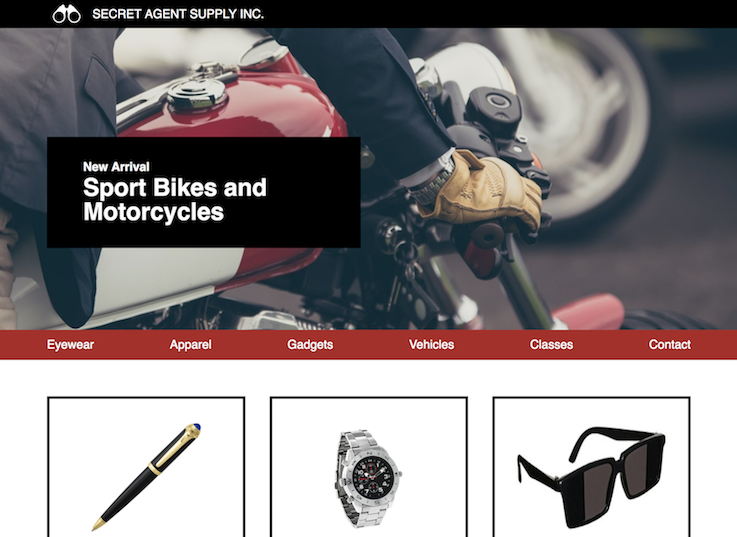 SECRET AGENT SUPPLY INC.
New Arrival
Sport Bikes and
Motorcycles
Eyewear Apparel Gadgets Vehicles Classes Contact